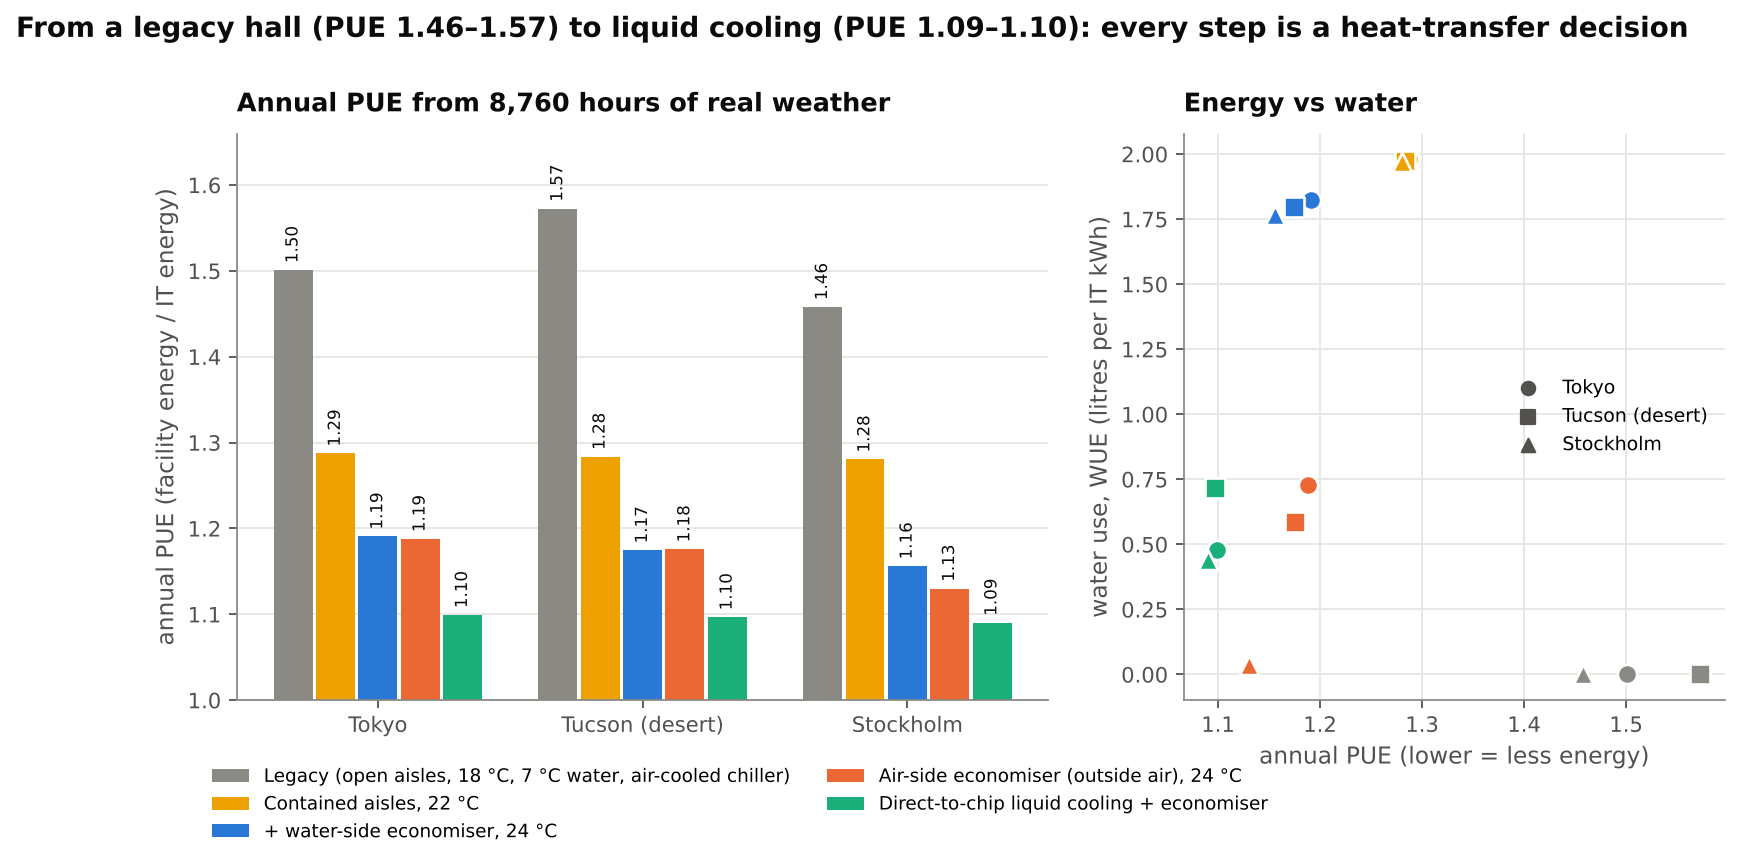 From a legacy hall (PUE 1.46–1.57) to liquid cooling (PUE 1.09–1.10): every step is a heat-transfer decision
Annual PUE from 8,760 hours of real weather
annual PUE (facility energy / IT energy)
1.6
1.5
1.4
1.3
1.2
1.1
1.0
1.50
1.29
1.19
1.19
1.10
1.57
1.28
1.17
1.18
1.10
1.46
1.28
1.16
1.13
1.09
Tokyo
Tucson (desert)
Stockholm
Energy vs water
water use, WUE (litres per IT kWh)
2.00
1.75
1.50
1.25
1.00
0.75
0.50
0.25
0.00
Tokyo
Tucson (desert)
Stockholm
1.1
1.2
1.3
1.4
1.5
annual PUE (lower = less energy)
Legacy (open aisles, 18 °C, 7 °C water, air-cooled chiller)
Contained aisles, 22 °C
+ water-side economiser, 24 °C
Air-side economiser (outside air), 24 °C
Direct-to-chip liquid cooling + economiser